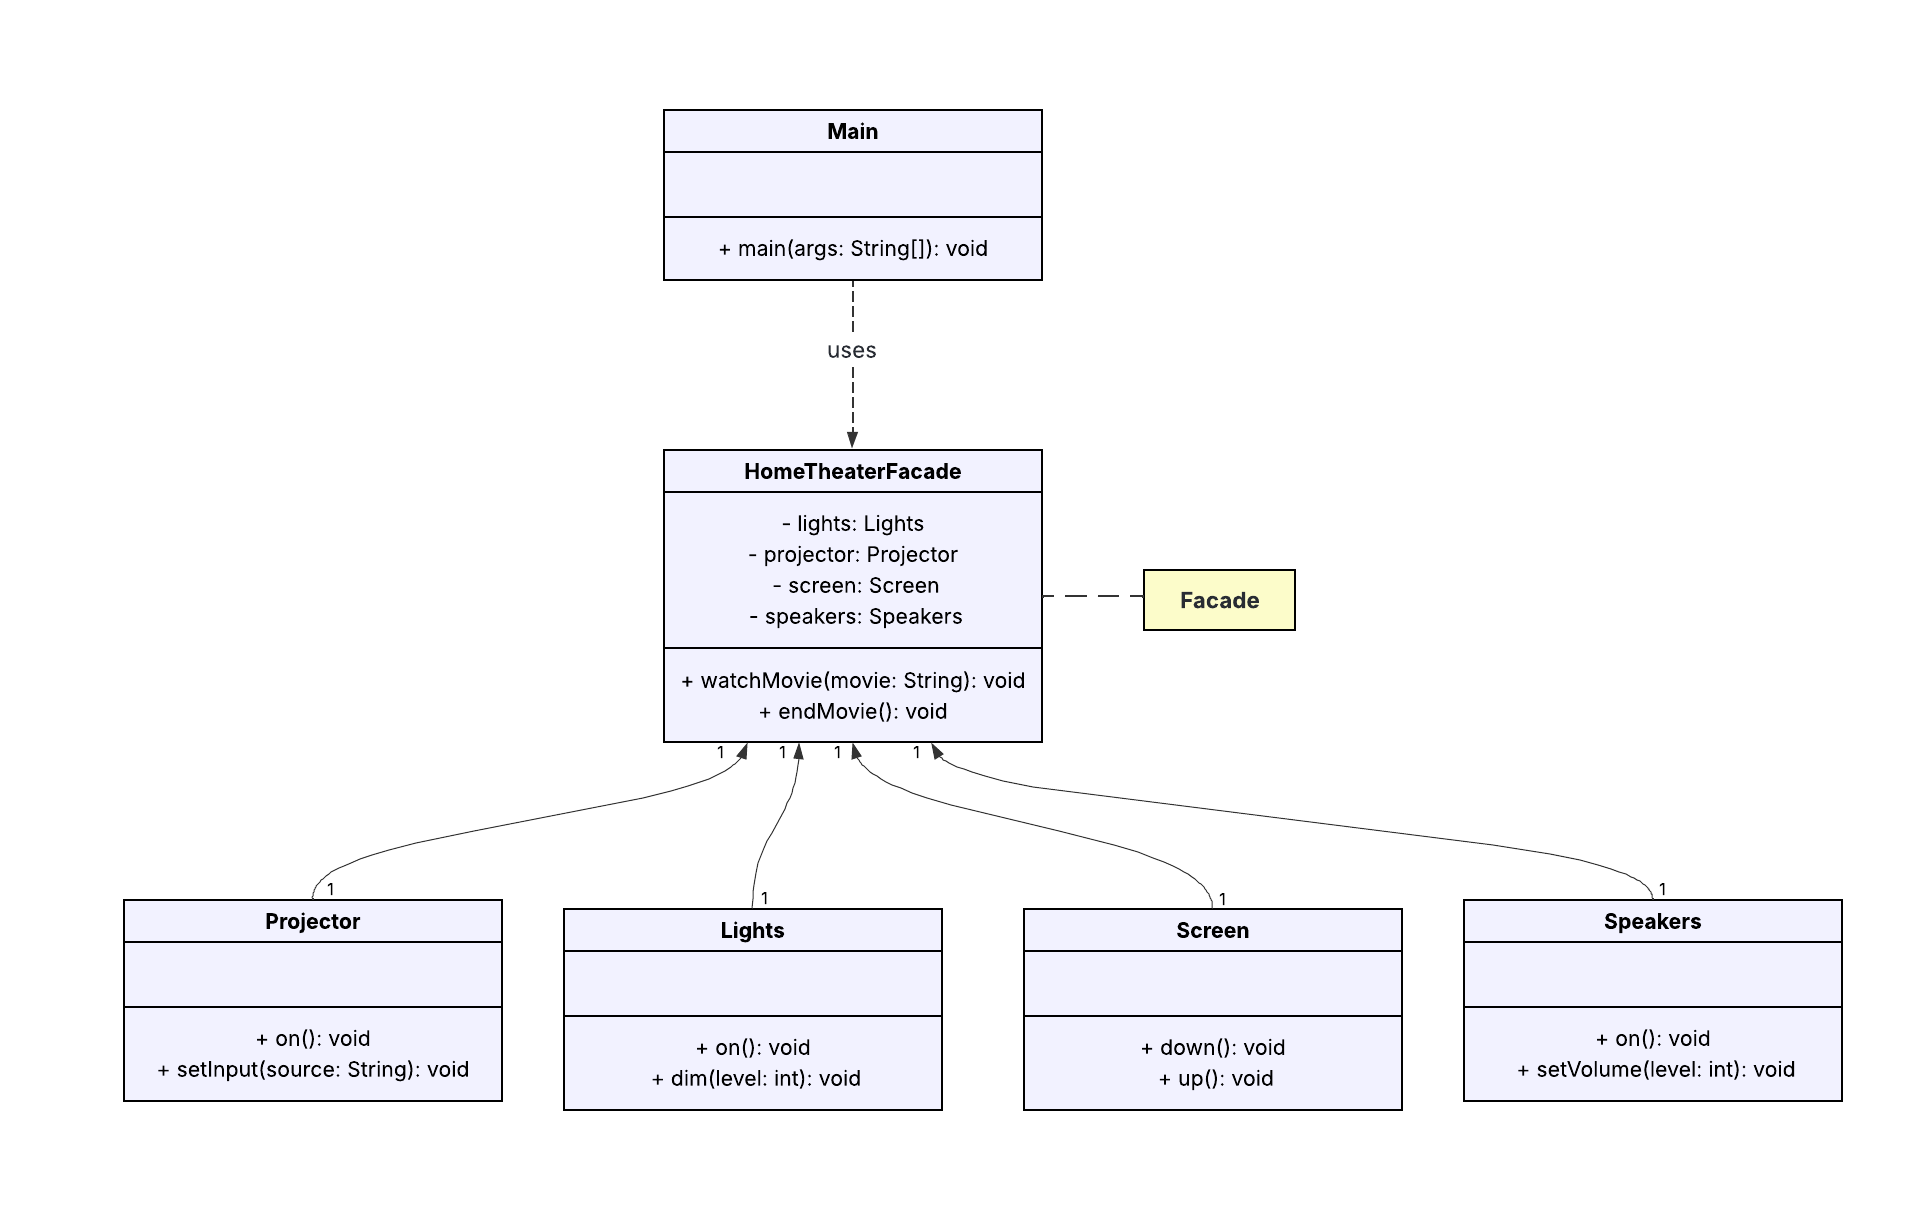 Main
+ main(args: String[]): void
uses
HomeTheaterFacade
- lights: Lights
- projector: Projector
- screen: Screen
- speakers: Speakers
Facade
+ watchMovie(movie: String): void
+ endMovie(): void
1
1
1
1
1
1
1
1
Projector
+ on(): void
+ setInput(source: String): void
Lights
+ on(): void
+ dim(level: int): void
Screen
+ down(): void
+ up(): void
Speakers
+ on(): void
+ setVolume(level: int): void